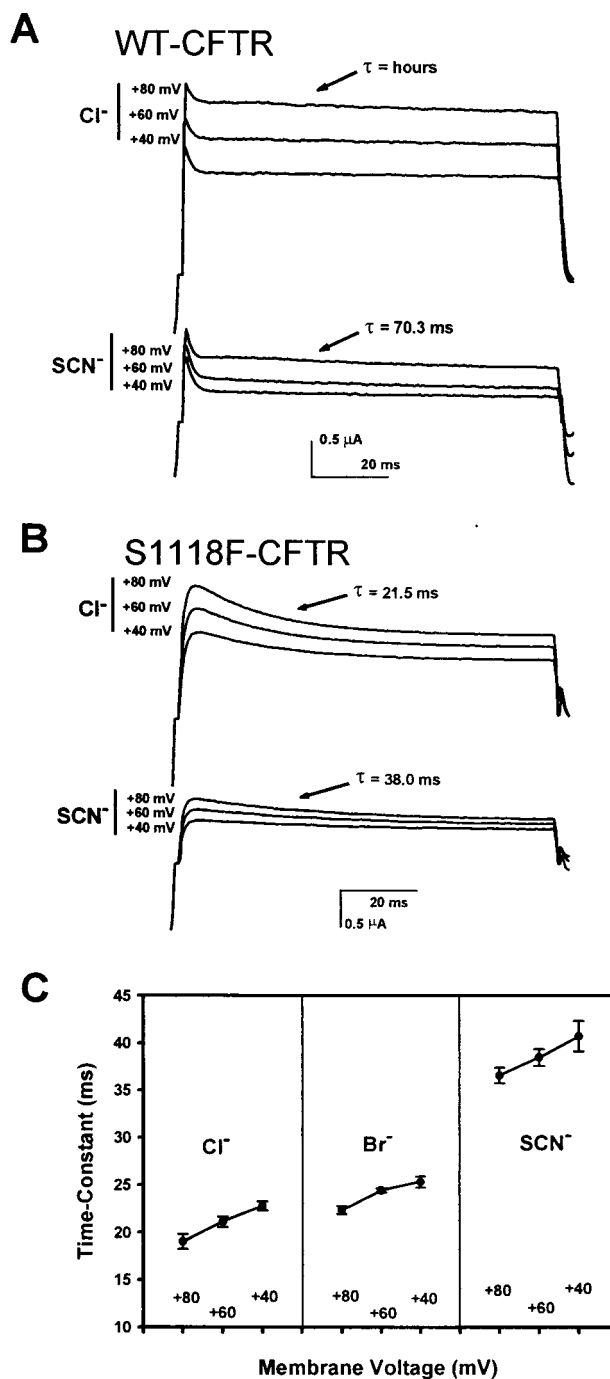 A
WT-CFTR
τ = hours
+80 mV
Cl⁻
+60 mV
+40 mV
τ = 70.3 ms
+80 mV
SCN⁻
+60 mV
+40 mV
0.5 µA
20 ms
B
S1118F-CFTR
+80 mV
τ = 21.5 ms
Cl⁻
+60 mV
+40 mV
τ = 38.0 ms
+80 mV
SCN⁻
+60 mV
+40 mV
20 ms
0.5 µA
C
45
40
35
30
25
20
15
10
Time-Constant (ms)
Cl⁻
Br⁻
SCN⁻
+80
+60
+40
+80
+60
+40
+80
+60
+40
Membrane Voltage (mV)